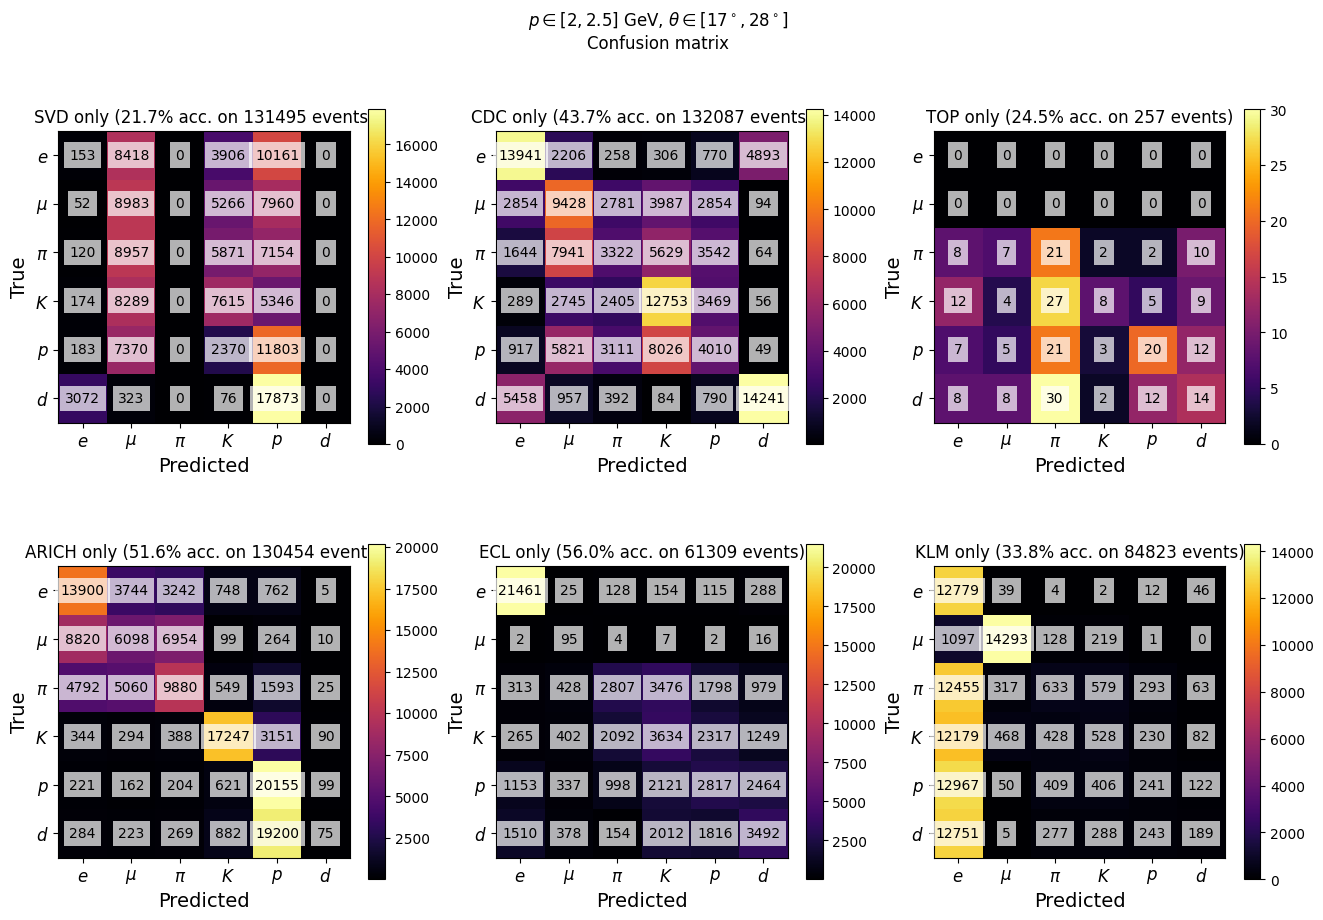 p ∈ [2, 2.5] GeV, θ ∈ [17°, 28°]
Confusion matrix
SVD only (21.7% acc. on 131495 events
True
e 153 8418 0 3906 10161 0
μ 52 8983 0 5266 7960 0
π 120 8957 0 5871 7154 0
K 174 8289 0 7615 5346 0
p 183 7370 0 2370 11803 0
d 3072 323 0 76 17873 0
e μ π K p d
Predicted
16000
14000
12000
10000
8000
6000
4000
2000
0
CDC only (43.7% acc. on 132087 events
True
e 13941 2206 258 306 770 4893
μ 2854 9428 2781 3987 2854 94
π 1644 7941 3322 5629 3542 64
K 289 2745 2405 12753 3469 56
p 917 5821 3111 8026 4010 49
d 5458 957 392 84 790 14241
e μ π K p d
Predicted
14000
12000
10000
8000
6000
4000
2000
TOP only (24.5% acc. on 257 events)
True
e 0 0 0 0 0 0
μ 0 0 0 0 0 0
π 8 7 21 2 2 10
K 12 4 27 8 5 9
p 7 5 21 3 20 12
d 8 8 30 2 12 14
e μ π K p d
Predicted
30
25
20
15
10
5
0
ARICH only (51.6% acc. on 130454 event
True
e 13900 3744 3242 748 762 5
μ 8820 6098 6954 99 264 10
π 4792 5060 9880 549 1593 25
K 344 294 388 17247 3151 90
p 221 162 204 621 20155 99
d 284 223 269 882 19200 75
e μ π K p d
Predicted
20000
17500
15000
12500
10000
7500
5000
2500
ECL only (56.0% acc. on 61309 events)
True
e 21461 25 128 154 115 288
μ 2 95 4 7 2 16
π 313 428 2807 3476 1798 979
K 265 402 2092 3634 2317 1249
p 1153 337 998 2121 2817 2464
d 1510 378 154 2012 1816 3492
e μ π K p d
Predicted
20000
17500
15000
12500
10000
7500
5000
2500
KLM only (33.8% acc. on 84823 events)
True
e 12779 39 4 2 12 46
μ 1097 14293 128 219 1 0
π 12455 317 633 579 293 63
K 12179 468 428 528 230 82
p 12967 50 409 406 241 122
d 12751 5 277 288 243 189
e μ π K p d
Predicted
14000
12000
10000
8000
6000
4000
2000
0